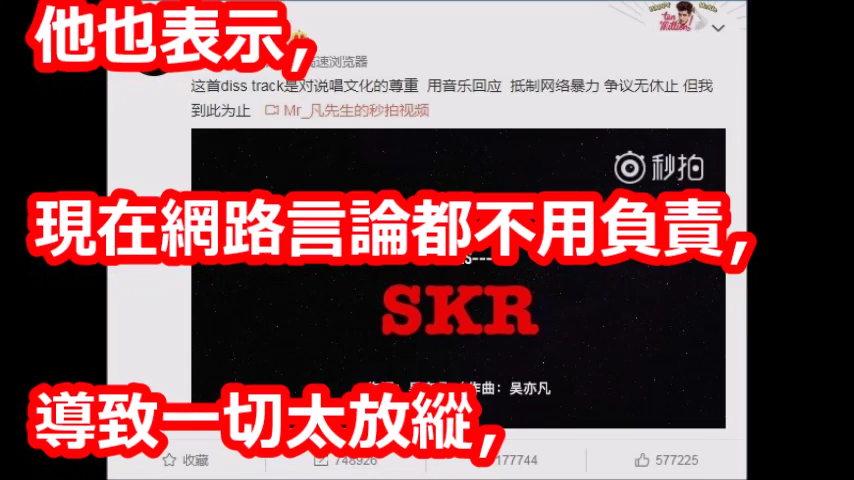 他也表示,
速浏览器
这首diss track是对说唱文化的尊重 用音乐回应 抵制网络暴力 争议无休止 但我
到此为止 Mr_凡先生的秒拍视频
秒拍
現在網路言論都不用負責,
SKR
作曲：吴亦凡
導致一切太放縱,
收藏
748926
177744
577225